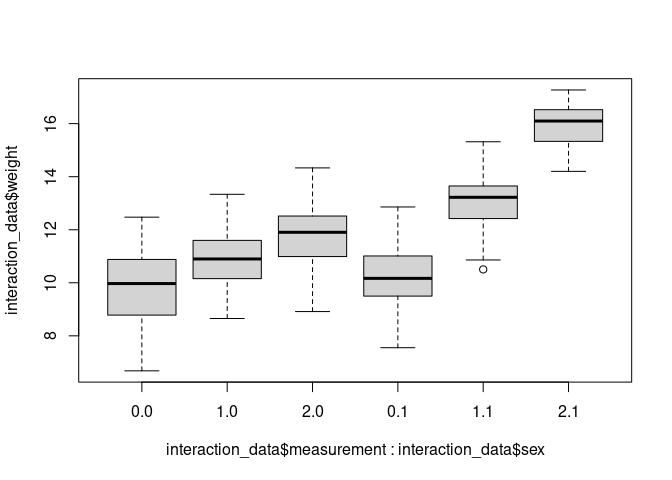 interaction_data$weight
16
14
12
10
8
0.0 1.0 2.0 0.1 1.1 2.1
interaction_data$measurement : interaction_data$sex